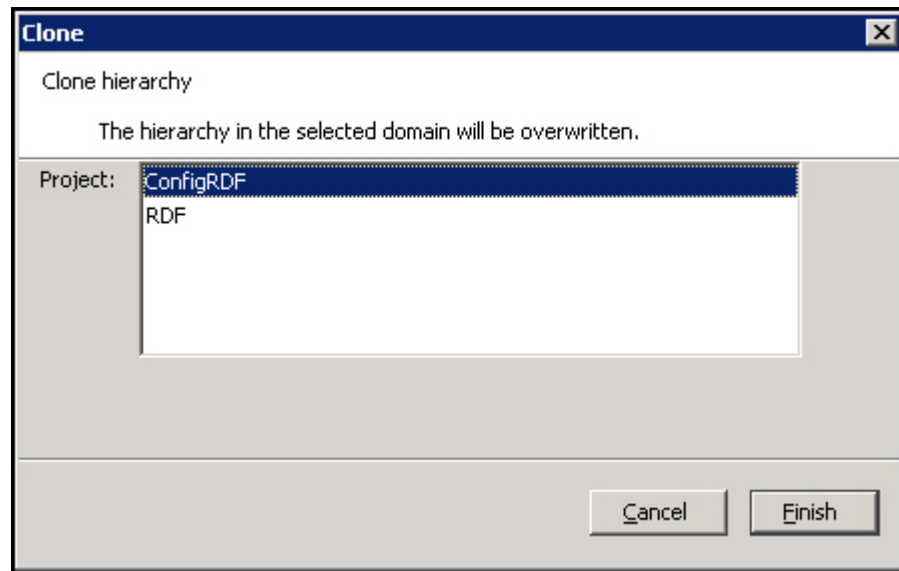 Clone
Clone hierarchy
The hierarchy in the selected domain will be overwritten.
Project:
ConfigRDF
RDF
Cancel
Finish